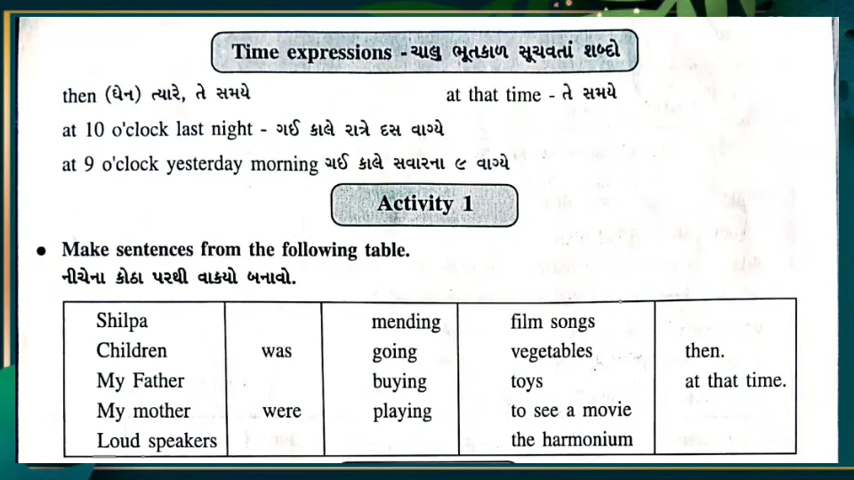 Time expressions - ચાલુ ભૂતકાળ સૂચવતાં શબ્દો
then (ધેન) ત્યારે, તે સમયે at that time - તે સમયે
at 10 o'clock last night - ગઈ કાલે રાત્રે દસ વાગ્યે
at 9 o'clock yesterday morning ગઈ કાલે સવારના ૯ વાગ્યે
Activity 1
• Make sentences from the following table.
નીચેના કોઠા પરથી વાકયો બનાવો.
Shilpa mending film songs
Children was going vegetables then.
My Father buying toys at that time.
My mother were playing to see a movie
Loud speakers the harmonium